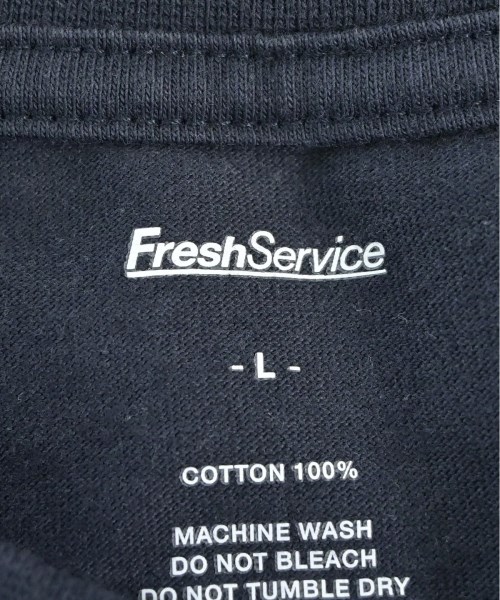 FreshService
- L -
COTTON 100%
MACHINE WASH
DO NOT BLEACH
DO NOT TUMBLE DRY